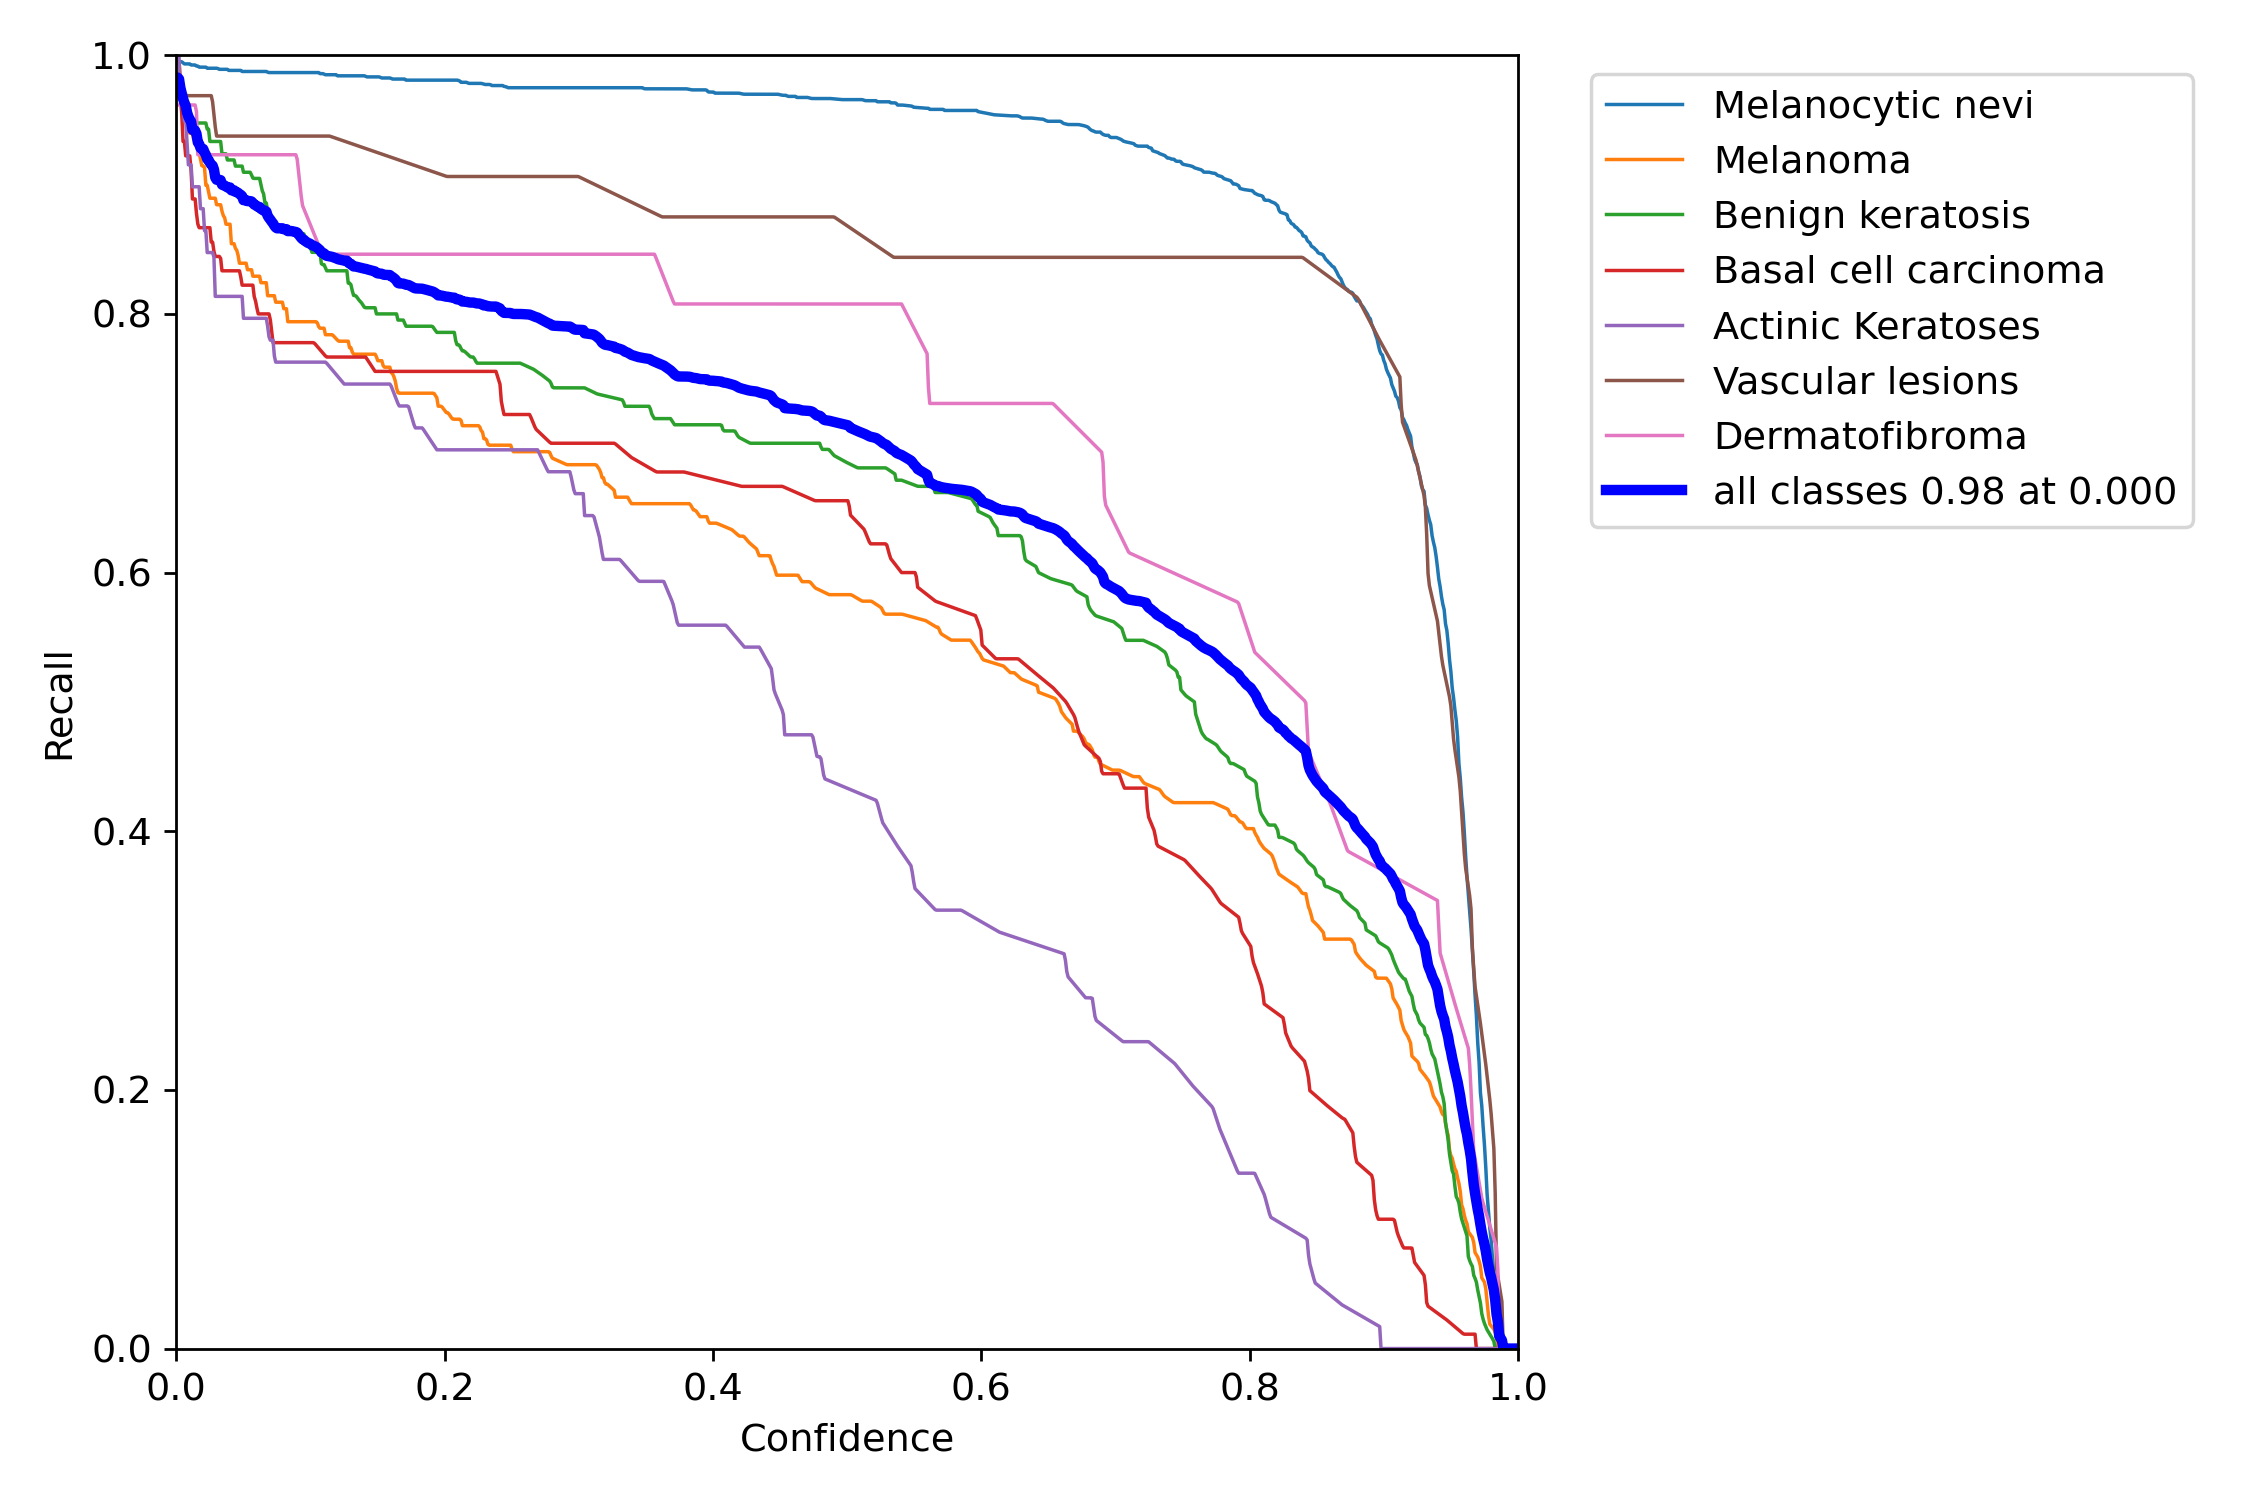 1.0
0.8
0.6
0.4
0.2
0.0
Recall
0.0 0.2 0.4 0.6 0.8 1.0
Confidence
Melanocytic nevi
Melanoma
Benign keratosis
Basal cell carcinoma
Actinic Keratoses
Vascular lesions
Dermatofibroma
all classes 0.98 at 0.000